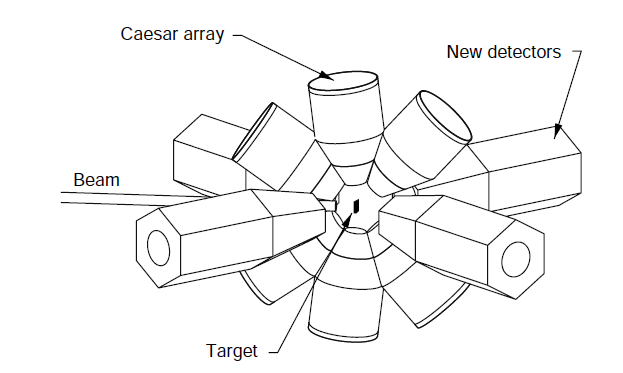 Caesar array
New detectors
Beam
Target